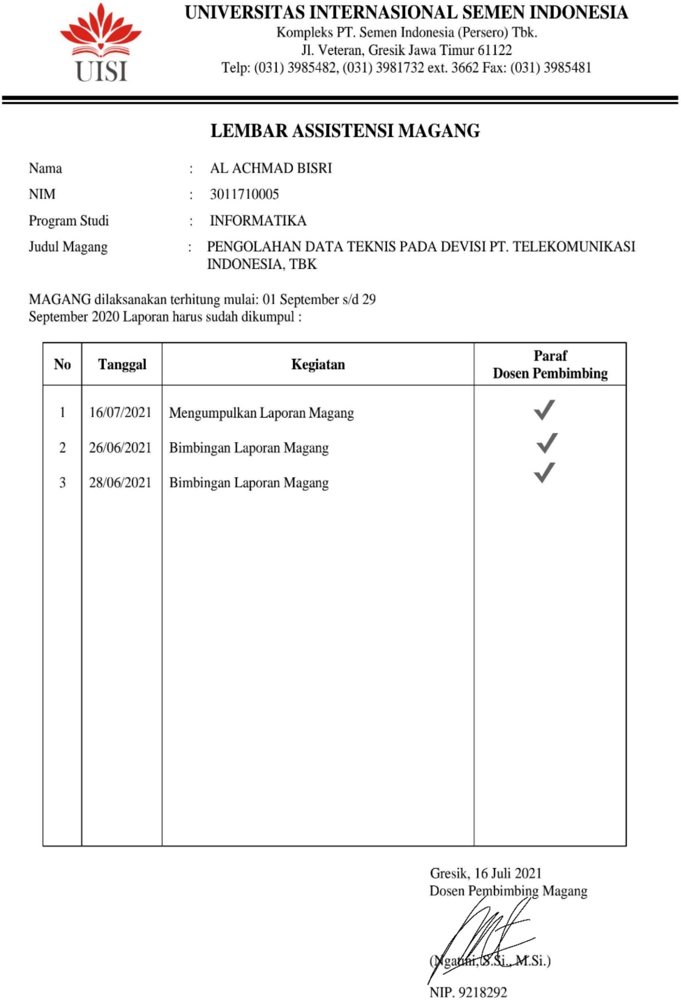 UISI
UNIVERSITAS INTERNASIONAL SEMEN INDONESIA
Kompleks PT. Semen Indonesia (Persero) Tbk.
Jl. Veteran, Gresik Jawa Timur 61122
Telp: (031) 3985482, (031) 3981732 ext. 3662 Fax: (031) 3985481
LEMBAR ASSISTENSI MAGANG
Nama : AL ACHMAD BISRI
NIM : 3011710005
Program Studi : INFORMATIKA
Judul Magang : PENGOLAHAN DATA TEKNIS PADA DEVISI PT. TELEKOMUNIKASI
INDONESIA, TBK
MAGANG dilaksanakan terhitung mulai: 01 September s/d 29
September 2020 Laporan harus sudah dikumpul :
No Tanggal Kegiatan Paraf
Dosen Pembimbing
1 16/07/2021 Mengumpulkan Laporan Magang ✓
2 26/06/2021 Bimbingan Laporan Magang ✓
3 28/06/2021 Bimbingan Laporan Magang ✓
Gresik, 16 Juli 2021
Dosen Pembimbing Magang
(Ngatini, S.Si., M.Si.)
NIP. 9218292